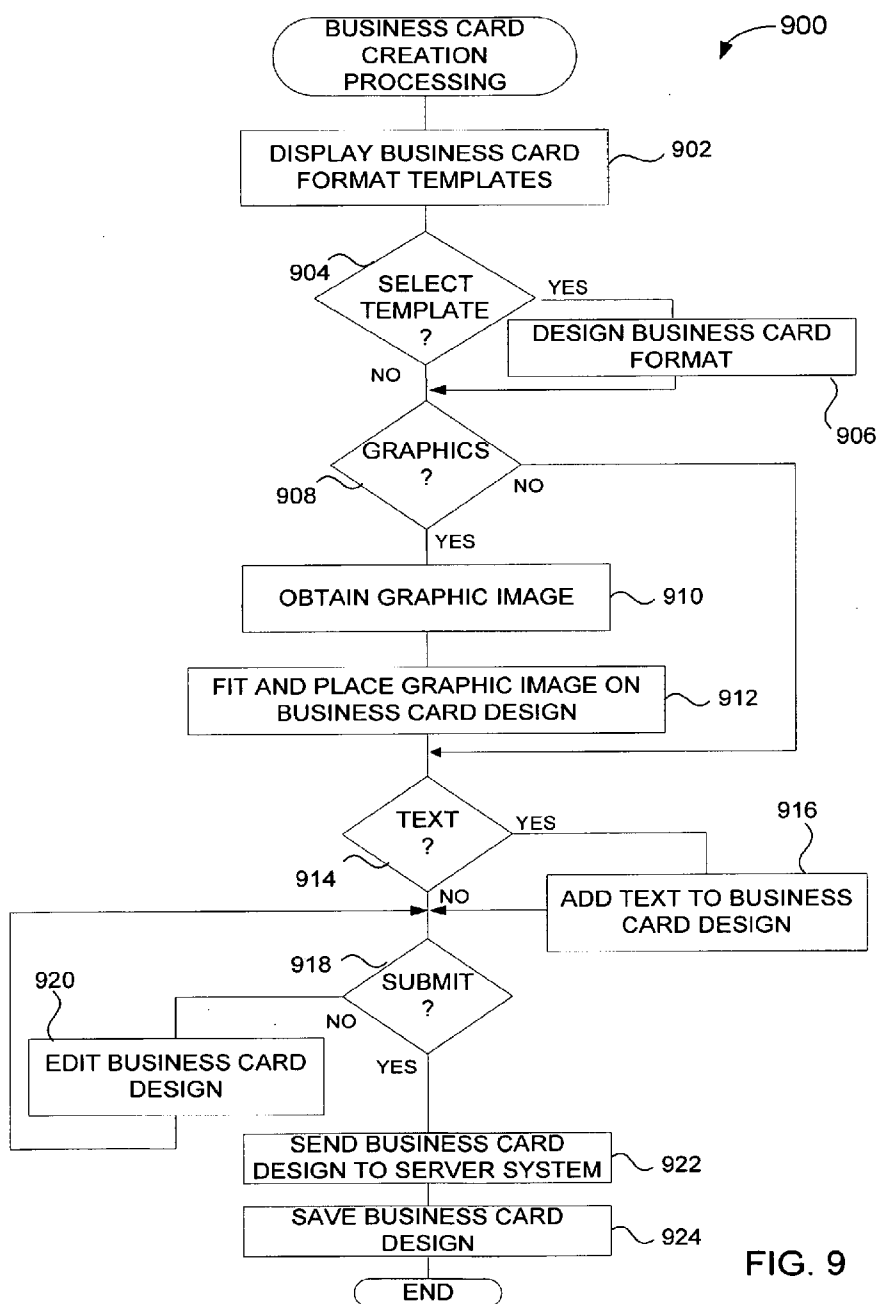 BUSINESS CARD
CREATION
PROCESSING
900
DISPLAY BUSINESS CARD
FORMAT TEMPLATES
902
904
SELECT
TEMPLATE
?
YES
DESIGN BUSINESS CARD
FORMAT
906
NO
GRAPHICS
?
908
NO
YES
OBTAIN GRAPHIC IMAGE
910
FIT AND PLACE GRAPHIC IMAGE ON
BUSINESS CARD DESIGN
912
TEXT
?
YES
914
916
ADD TEXT TO BUSINESS
CARD DESIGN
NO
918
SUBMIT
?
920
NO
EDIT BUSINESS CARD
DESIGN
YES
SEND BUSINESS CARD
DESIGN TO SERVER SYSTEM
922
SAVE BUSINESS CARD
DESIGN
924
END
FIG. 9